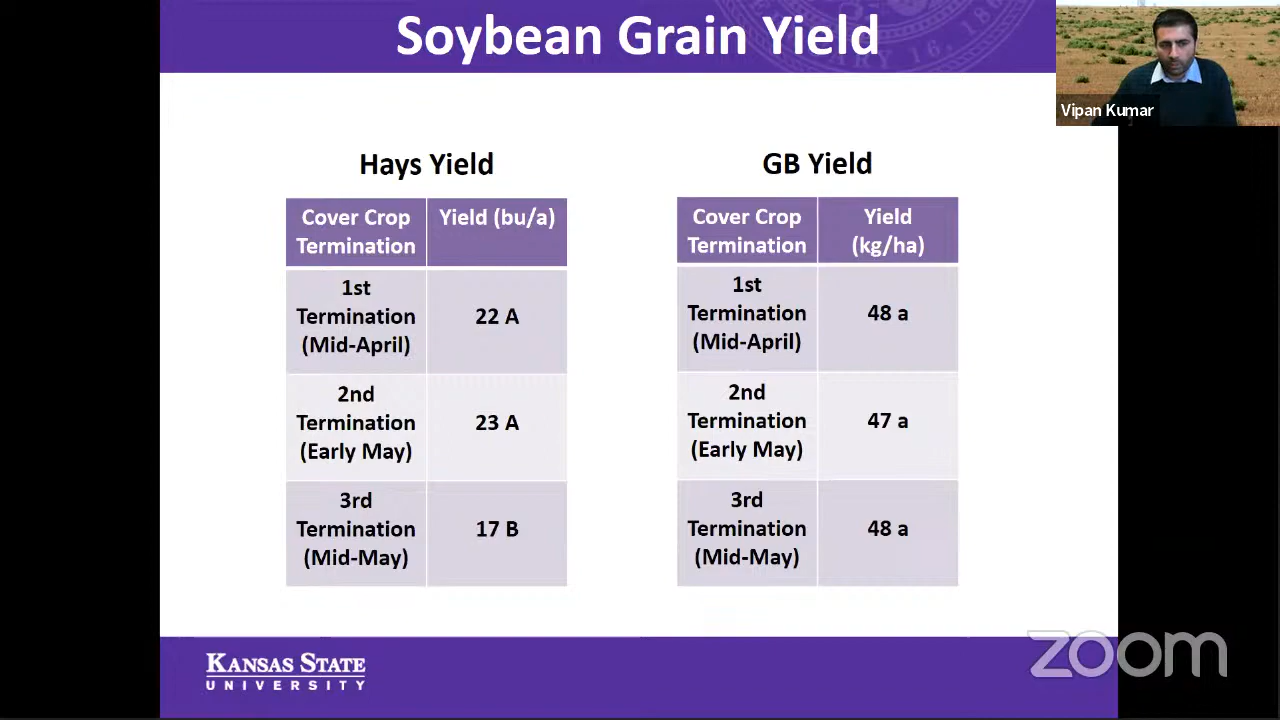 Soybean Grain Yield
Vipan Kumar
Hays Yield
Cover Crop
Termination
Yield (bu/a)
1st
Termination
(Mid-April)
22 A
2nd
Termination
(Early May)
23 A
3rd
Termination
(Mid-May)
17 B
GB Yield
Cover Crop
Termination
Yield
(kg/ha)
1st
Termination
(Mid-April)
48 a
2nd
Termination
(Early May)
47 a
3rd
Termination
(Mid-May)
48 a
KANSAS STATE
UNIVERSITY
zoom